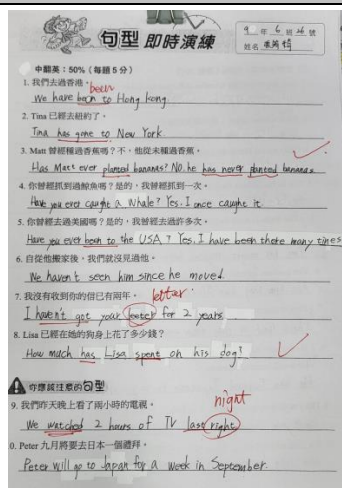 句型 即時演練
年 6 班 26 號
姓名
中翻英：50%（每題 5 分）
1. 我們去過香港。 been
We have been to Hong Kong.
2. Tina 已經去紐約了。
Tina has gone to New York.
3. Matt 曾經種過香蕉嗎？不，他從未種過香蕉。
Has Matt ever planted bananas? NO. he has never planted bananas
4. 你曾經抓到過鯨魚嗎？是的，我曾經抓到一次。
Have you ever caught a whale? Yes. I once caught it.
5. 你曾經去過美國嗎？是的，我曾經去過許多次。
Have you ever been to the USA? Yes. I have been there many times
6. 自從他搬家後，我們就沒見過他。
We haven't seen him since he moved.
7. 我沒有收到你的信已有兩年。 letter
I haven't got your leeter for 2 years.
8. Lisa 已經在她的狗身上花了多少錢？
How much has Lisa spent on his dog?
你應該注意的句型
night
9. 我們昨天晚上看了兩小時的電視。
We watched 2 hours of TV last right.
0. Peter 九月將要去日本一個禮拜。
Peter will go to Japan for a week in September.